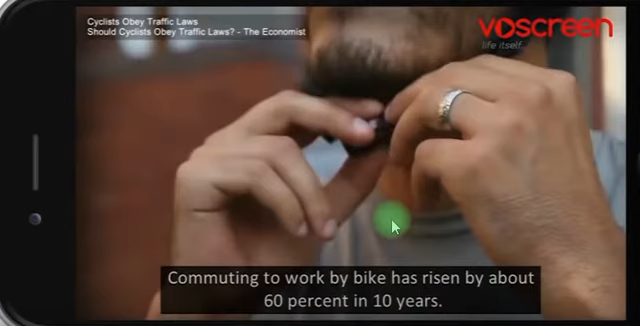 Cyclists Obey Traffic Laws
Should Cyclists Obey Traffic Laws? - The Economist
voscreen
life itself...
Commuting to work by bike has risen by about
60 percent in 10 years.